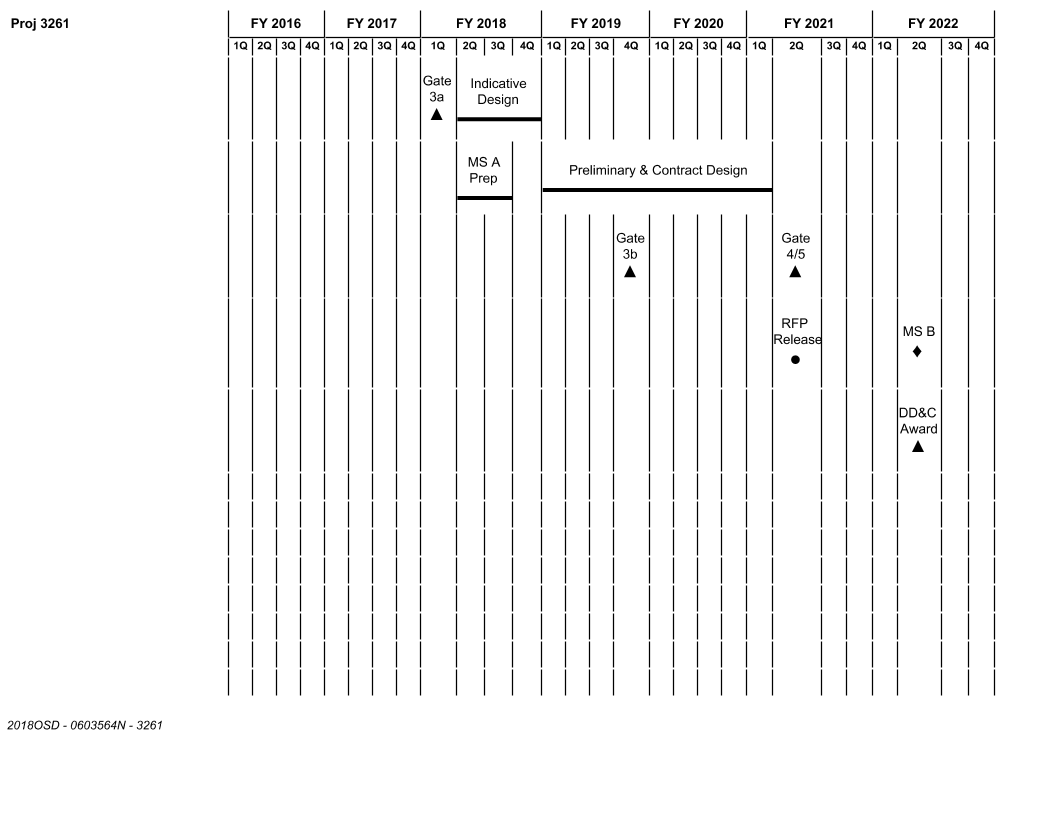 Proj 3261
FY 2016 FY 2017 FY 2018 FY 2019 FY 2020 FY 2021 FY 2022
1Q 2Q 3Q 4Q 1Q 2Q 3Q 4Q 1Q 2Q 3Q 4Q 1Q 2Q 3Q 4Q 1Q 2Q 3Q 4Q 1Q 2Q 3Q 4Q 1Q 2Q 3Q 4Q
Gate
3a
Indicative
Design
MS A
Prep
Preliminary & Contract Design
Gate
3b
Gate
4/5
RFP
Release
MS B
DD&C
Award
2018OSD - 0603564N - 3261